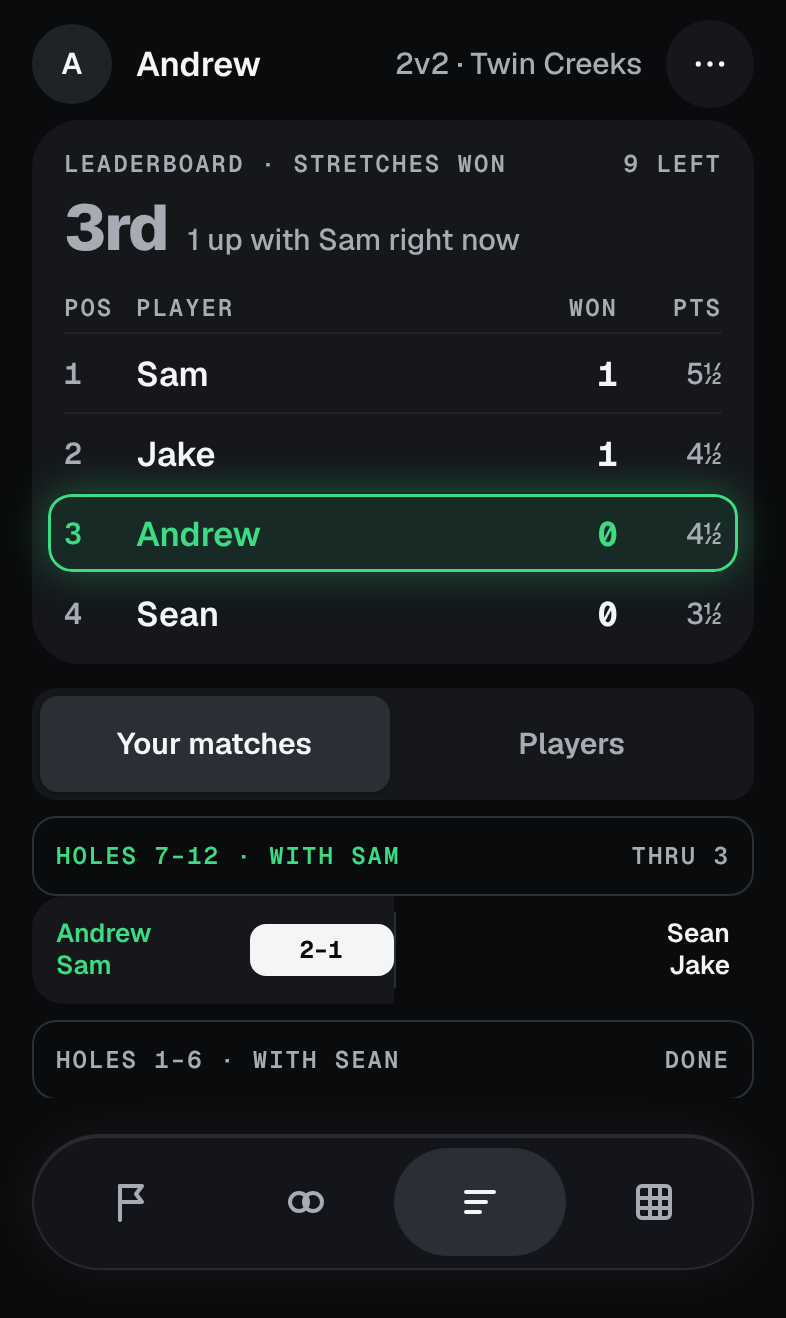 A Andrew 2v2 · Twin Creeks
LEADERBOARD · STRETCHES WON 9 LEFT
3rd 1 up with Sam right now
POS PLAYER WON PTS
1 Sam 1 5½
2 Jake 1 4½
3 Andrew 0 4½
4 Sean 0 3½
Your matches Players
HOLES 7–12 · WITH SAM THRU 3
Andrew 2–1 Sean
Sam Jake
HOLES 1–6 · WITH SEAN DONE